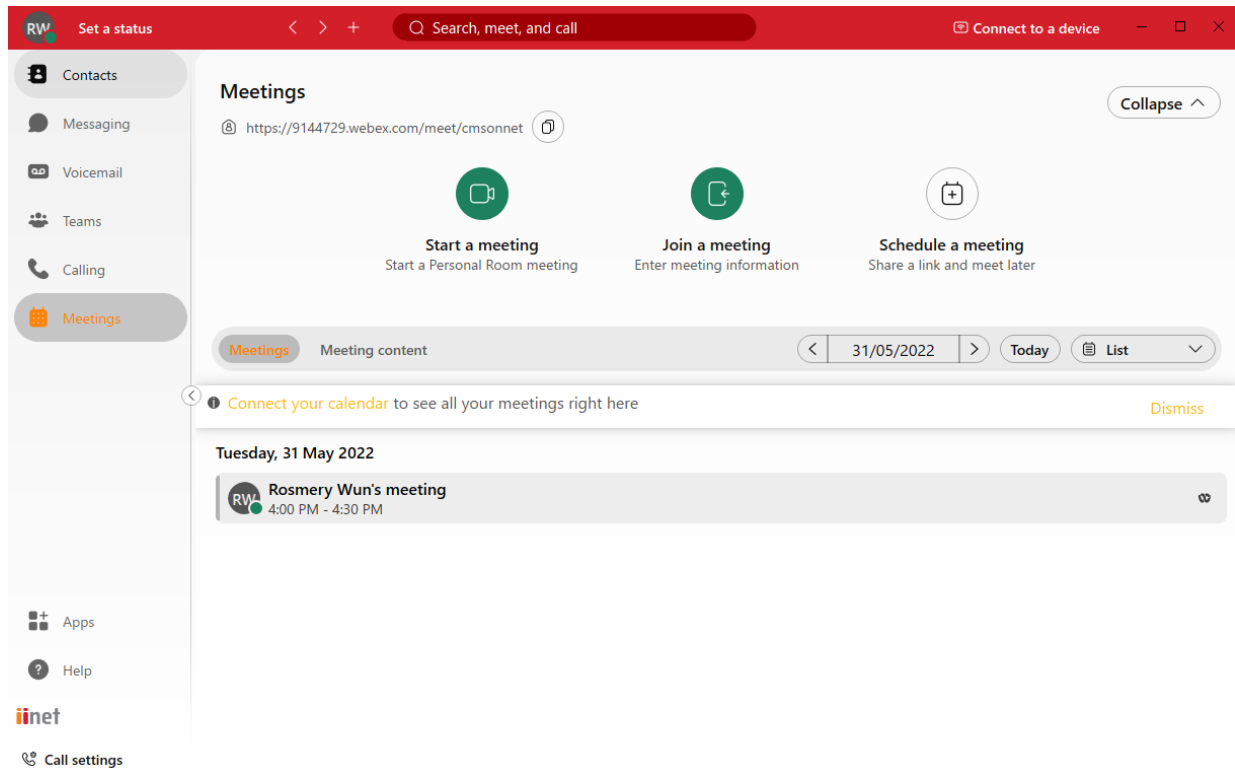 RW Set a status Search, meet, and call Connect to a device
Contacts
Messaging
Voicemail
Teams
Calling
Meetings
Apps
Help
iinet
Call settings
Meetings
Collapse
https://9144729.webex.com/meet/cmsonnet
Start a meeting
Start a Personal Room meeting
Join a meeting
Enter meeting information
Schedule a meeting
Share a link and meet later
Meetings Meeting content 31/05/2022 Today List
Connect your calendar to see all your meetings right here
Dismiss
Tuesday, 31 May 2022
RW Rosmery Wun's meeting
4:00 PM - 4:30 PM